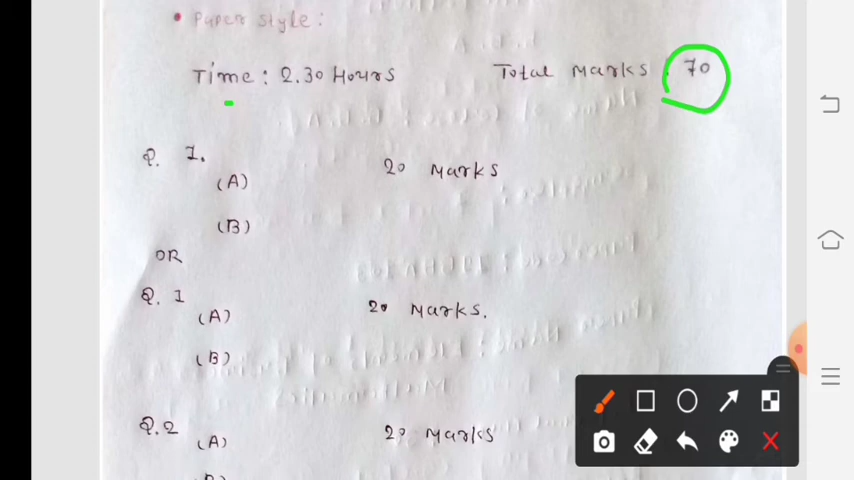 • Paper style:
Time: 2.30 Hours Total Marks: 70
Q. 1.
(A) 20 Marks
(B)
OR
Q. 1
(A) 20 Marks.
(B)
Q.2
(A) 20 Marks
(B)